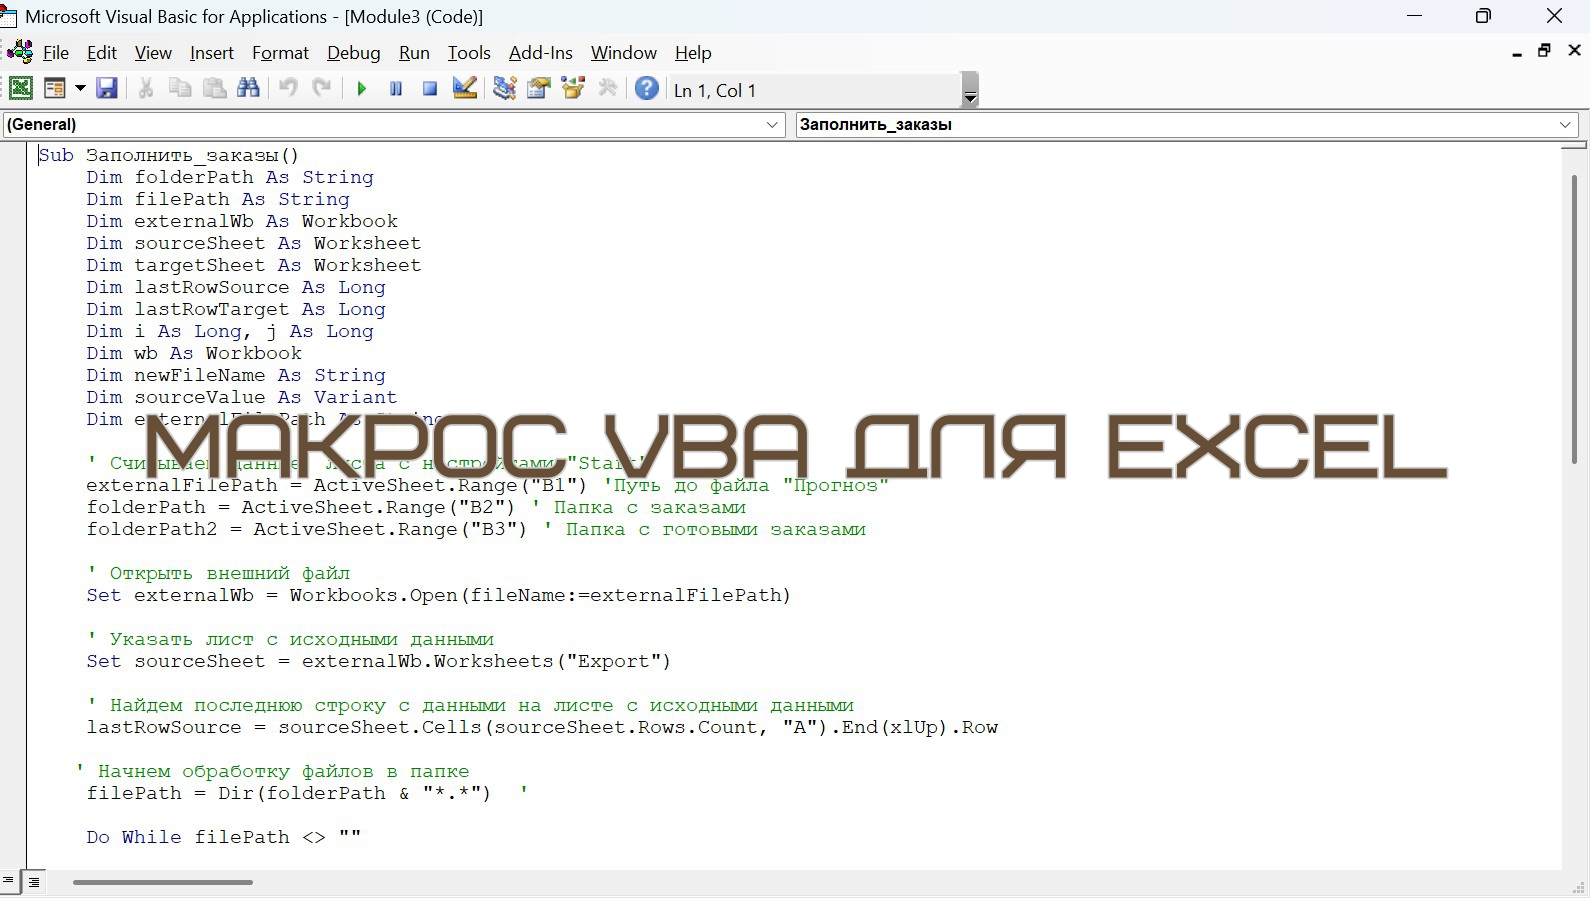 Microsoft Visual Basic for Applications - [Module3 (Code)]
File Edit View Insert Format Debug Run Tools Add-Ins Window Help
Ln 1, Col 1
(General) Заполнить_заказы
Sub Заполнить_заказы()
Dim folderPath As String
Dim filePath As String
Dim externalWb As Workbook
Dim sourceSheet As Worksheet
Dim targetSheet As Worksheet
Dim lastRowSource As Long
Dim lastRowTarget As Long
Dim i As Long, j As Long
Dim wb As Workbook
Dim newFileName As String
Dim sourceValue As Variant
Dim externalFilePath As String
МАКРОС VBA ДЛЯ EXCEL
' Считываем данные листа с настройками "Start"
externalFilePath = ActiveSheet.Range("B1") 'Путь до файла "Прогноз"
folderPath = ActiveSheet.Range("B2") ' Папка с заказами
folderPath2 = ActiveSheet.Range("B3") ' Папка с готовыми заказами
' Открыть внешний файл
Set externalWb = Workbooks.Open(fileName:=externalFilePath)
' Указать лист с исходными данными
Set sourceSheet = externalWb.Worksheets("Export")
' Найдем последнюю строку с данными на листе с исходными данными
lastRowSource = sourceSheet.Cells(sourceSheet.Rows.Count, "A").End(xlUp).Row
' Начнем обработку файлов в папке
filePath = Dir(folderPath & "*.*") '
Do While filePath <> ""